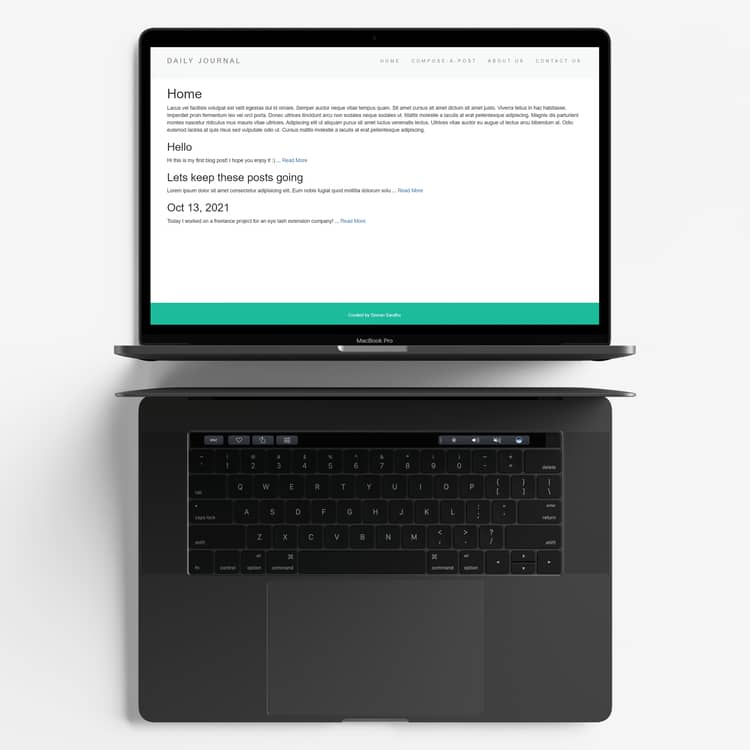 DAILY JOURNAL
HOME COMPOSE-A-POST ABOUT US CONTACT US
Home
Lacus vel facilisis volutpat est velit egestas dui id ornare. Semper auctor neque vitae tempus quam. Sit amet cursus sit amet dictum sit amet justo. Viverra tellus in hac habitasse.
Imperdiet proin fermentum leo vel orci porta. Donec ultrices tincidunt arcu non sodales neque sodales ut. Mattis molestie a iaculis at erat pellentesque adipiscing. Magnis dis parturient
montes nascetur ridiculus mus mauris vitae ultricies. Adipiscing elit ut aliquam purus sit amet luctus venenatis lectus. Ultrices vitae auctor eu augue ut lectus arcu bibendum at. Odio
euismod lacinia at quis risus sed vulputate odio ut. Cursus mattis molestie a iaculis at erat pellentesque adipiscing.
Hello
Hi this is my first blog post! I hope you enjoy it :) ... Read More
Lets keep these posts going
Lorem ipsum dolor sit amet consectetur adipisicing elit. Eum nobis fugiat quod mollitia dolorum solu ... Read More
Oct 13, 2021
Today I worked on a freelance project for an eye lash extension company! ... Read More
Created by Simran Sandhu
MacBook Pro
esc
~ ! @ # $ % ^ & * ( ) _ +
` 1 2 3 4 5 6 7 8 9 0 - = delete
tab Q W E R T Y U I O P { [ } ] | \
caps lock A S D F G H J K L : ; " ' enter return
shift Z X C V B N M < , > . ? / shift
fn control alt option ⌘ command ⌘ command alt option